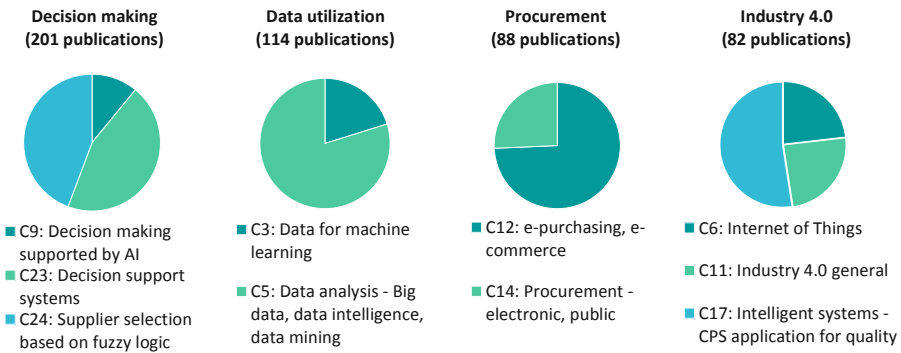 Decision making
(201 publications)
C9: Decision making
supported by AI
C23: Decision support
systems
C24: Supplier selection
based on fuzzy logic
Data utilization
(114 publications)
C3: Data for machine
learning
C5: Data analysis - Big
data, data intelligence,
data mining
Procurement
(88 publications)
C12: e-purchasing, e-
commerce
C14: Procurement -
electronic, public
Industry 4.0
(82 publications)
C6: Internet of Things
C11: Industry 4.0 general
C17: Intelligent systems -
CPS application for quality